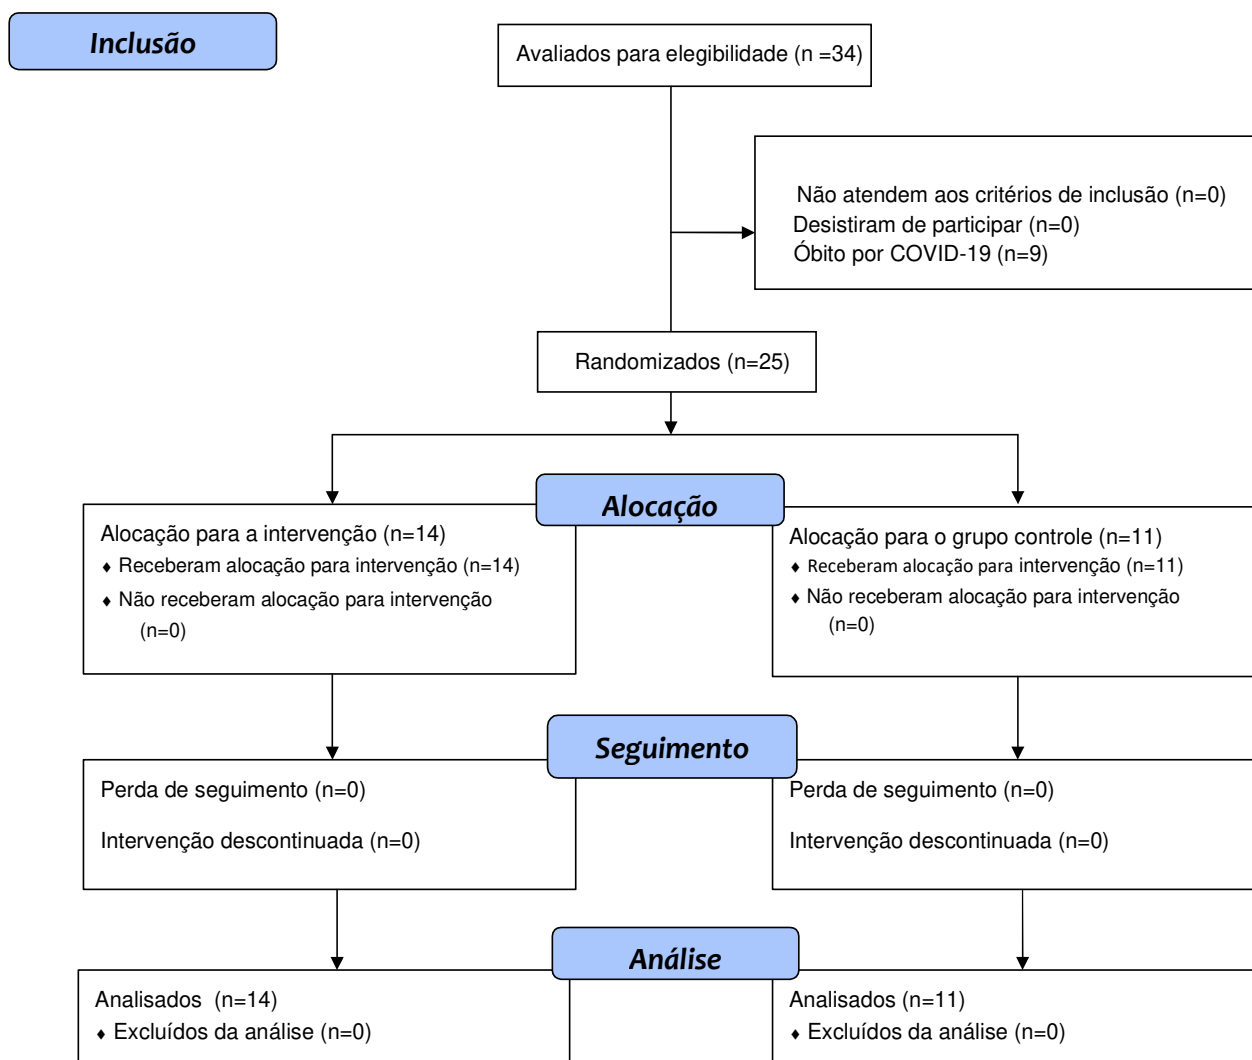 Inclusão
Avaliados para elegibilidade (n =34)
Não atendem aos critérios de inclusão (n=0)
Desistiram de participar (n=0)
Óbito por COVID-19 (n=9)
Randomizados (n=25)
Alocação
Alocação para a intervenção (n=14)
♦ Receberam alocação para intervenção (n=14)
♦ Não receberam alocação para intervenção
(n=0)
Alocação para o grupo controle (n=11)
♦ Receberam alocação para intervenção (n=11)
♦ Não receberam alocação para intervenção
(n=0)
Seguimento
Perda de seguimento (n=0)
Intervenção descontinuada (n=0)
Perda de seguimento (n=0)
Intervenção descontinuada (n=0)
Análise
Analisados (n=14)
♦ Excluídos da análise (n=0)
Analisados (n=11)
♦ Excluídos da análise (n=0)